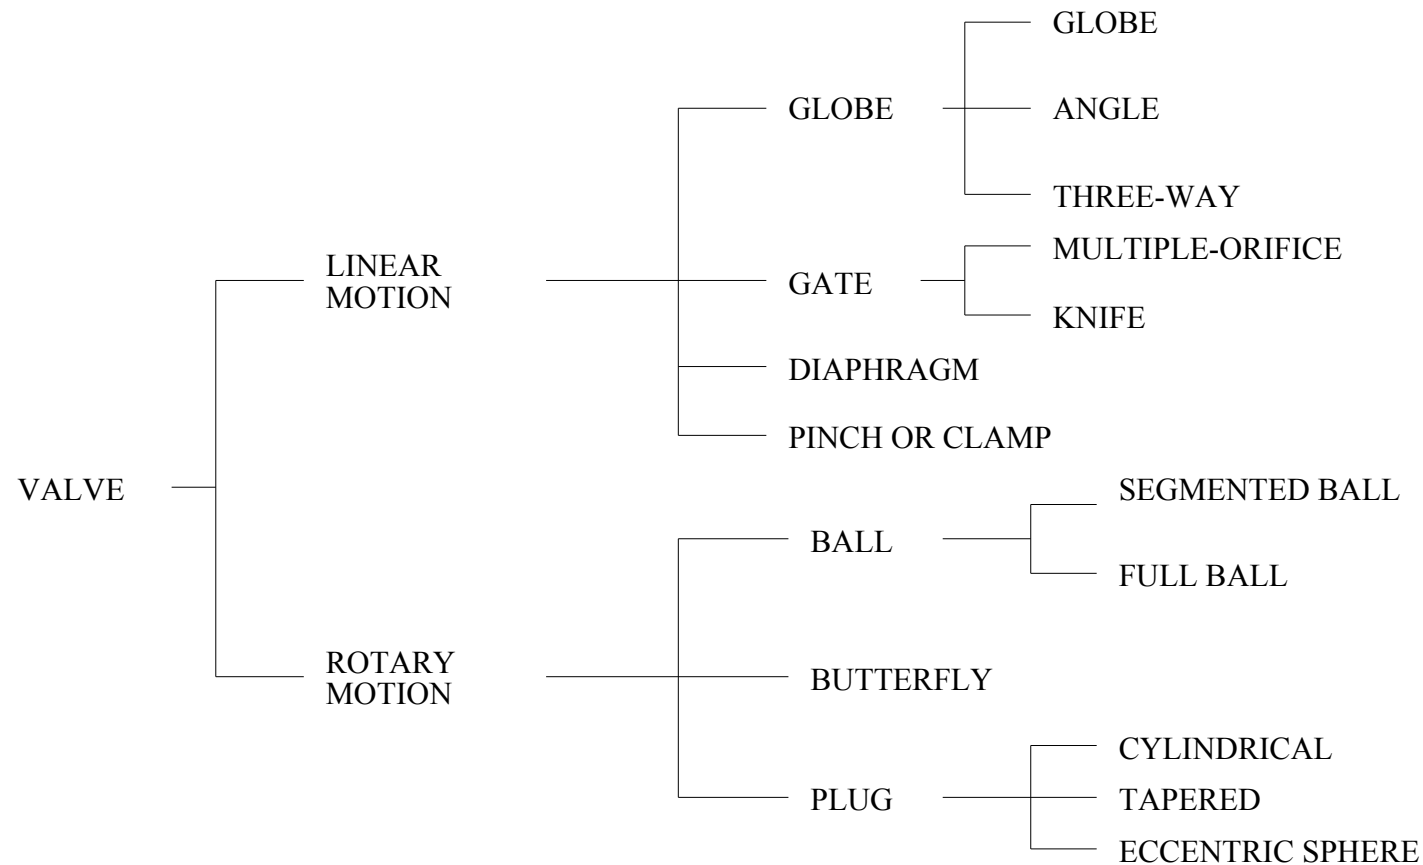 GLOBE
GLOBE
ANGLE
THREE-WAY
LINEAR
MOTION
GATE
MULTIPLE-ORIFICE
KNIFE
DIAPHRAGM
PINCH OR CLAMP
VALVE
SEGMENTED BALL
BALL
FULL BALL
ROTARY
MOTION
BUTTERFLY
CYLINDRICAL
PLUG
TAPERED
ECCENTRIC SPHERE